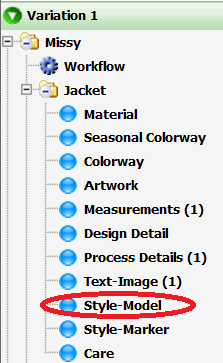 Variation 1
Missy
Workflow
Jacket
Material
Seasonal Colorway
Colorway
Artwork
Measurements (1)
Design Detail
Process Details (1)
Text-Image (1)
Style-Model
Style-Marker
Care